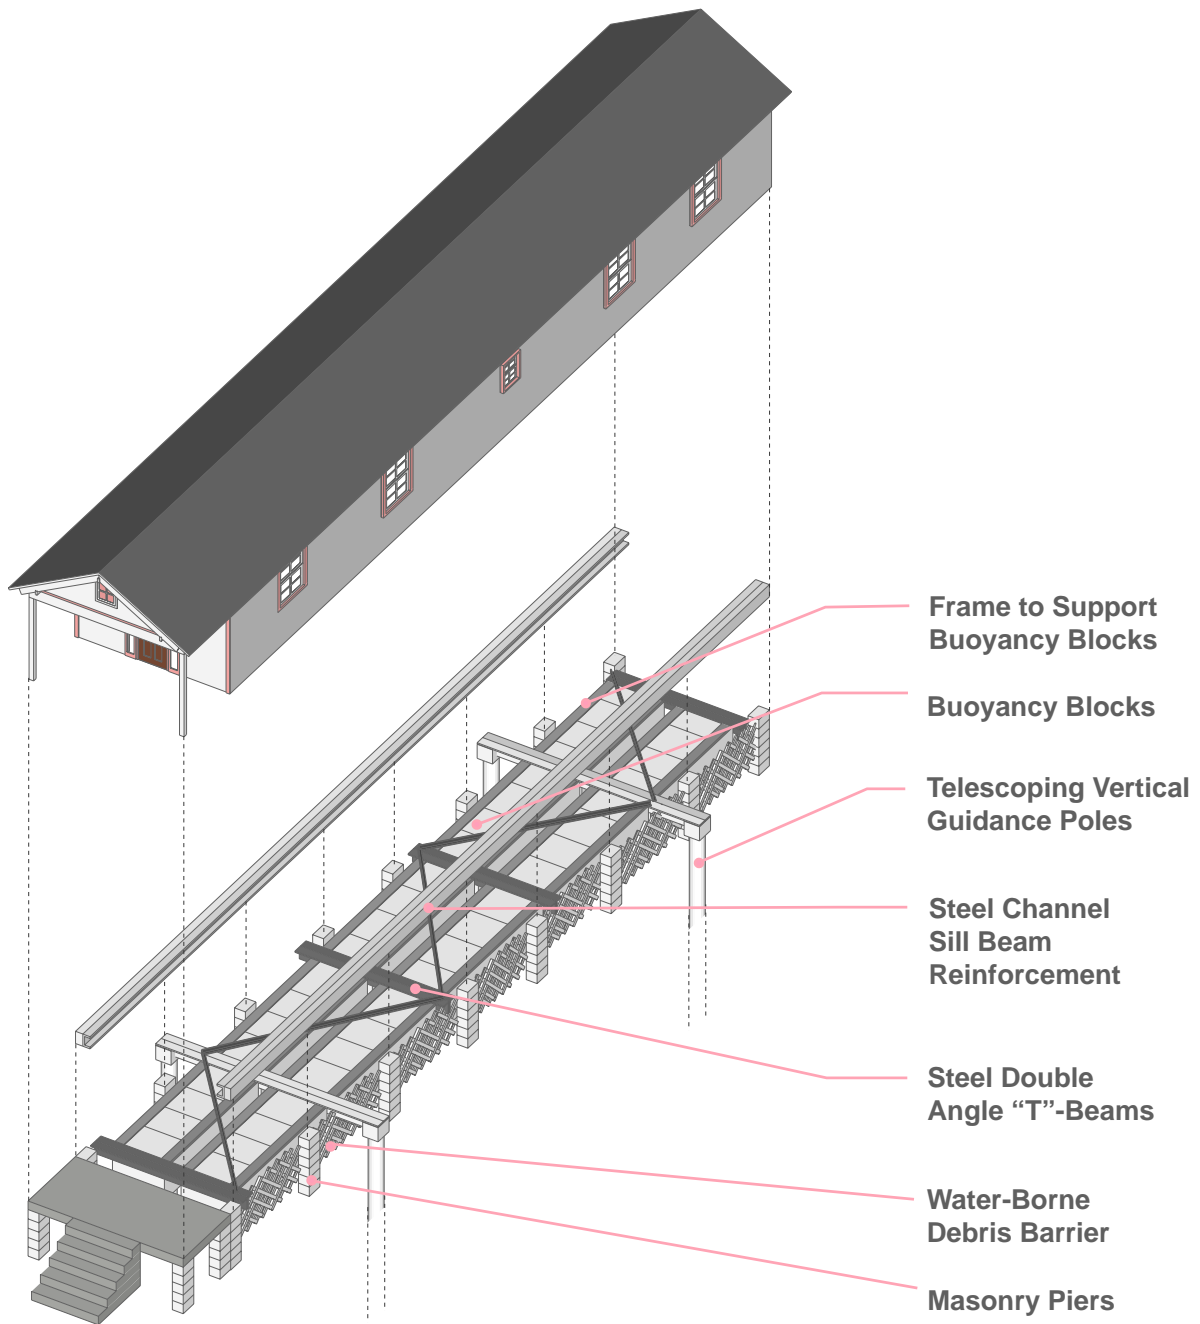 Frame to Support
Buoyancy Blocks
Buoyancy Blocks
Telescoping Vertical
Guidance Poles
Steel Channel
Sill Beam
Reinforcement
Steel Double
Angle “T”-Beams
Water-Borne
Debris Barrier
Masonry Piers